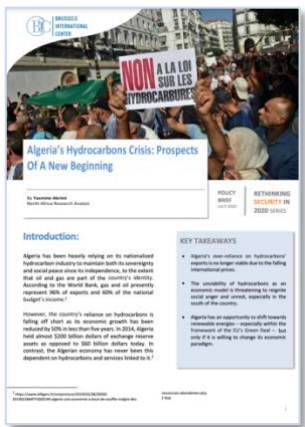 BRUSSELS
INTERNATIONAL
CENTER
NON A LA LOI
SUR LES
HYDROCARBURES
Algeria's Hydrocarbons Crisis: Prospects
Of A New Beginning
By Yasmine Akrimi
North Africa Research Analyst
POLICY
BRIEF
JULY 2020
RETHINKING
SECURITY IN
2020 SERIES
Introduction:
Algeria has been heavily relying on its nationalized
hydrocarbon industry to maintain both its sovereignty
and social peace since its independence, to the extent
that oil and gas are part of the country's identity.
According to the World Bank, gas and oil presently
represent 96% of exports and 60% of the national
budget's income.¹
However, the country's reliance on hydrocarbons is
falling off short as its economic growth has been
reduced by 50% in less than five years. In 2014, Algeria
held almost $200 billion dollars of exchange reserve
assets as opposed to $60 billion dollars today. In
contrast, the Algerian economy has never been this
dependent on hydrocarbons and services linked to it.²
KEY TAKEAWAYS
• Algeria's over-reliance on hydrocarbons'
exports is no longer viable due to the falling
international prices.
• The unviability of hydrocarbons as an
economic model is threatening to reignite
social anger and unrest, especially in the
south of the country.
• Algeria has an opportunity to shift towards
renewable energies – especially within the
framework of the EU's Green Deal – but
only if it is willing to change its economic
paradigm.